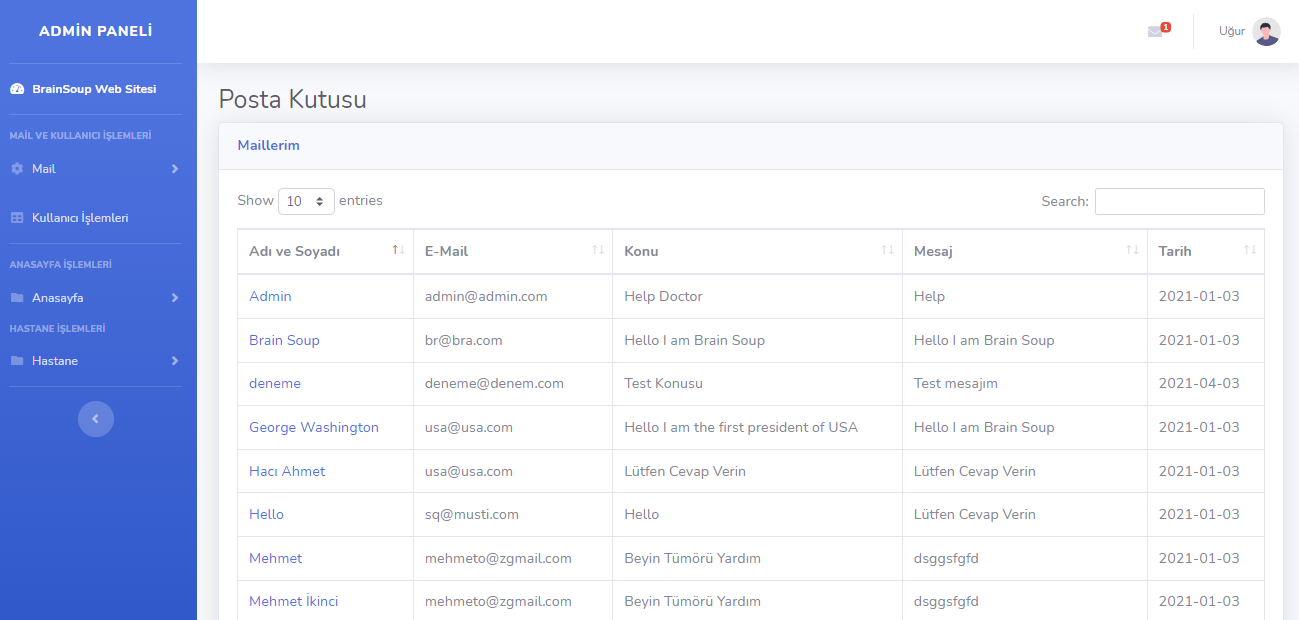 ADMİN PANELİ
1
Uğur
BrainSoup Web Sitesi
MAİL VE KULLANICI İŞLEMLERİ
Mail
Kullanıcı İşlemleri
ANASAYFA İŞLEMLERİ
Anasayfa
HASTANE İŞLEMLERİ
Hastane
Posta Kutusu
Maillerim
Show 10 entries
Search:
Adı ve Soyadı E-Mail Konu Mesaj Tarih
Admin admin@admin.com Help Doctor Help 2021-01-03
Brain Soup br@bra.com Hello I am Brain Soup Hello I am Brain Soup 2021-01-03
deneme deneme@denem.com Test Konusu Test mesajım 2021-04-03
George Washington usa@usa.com Hello I am the first president of USA Hello I am Brain Soup 2021-01-03
Hacı Ahmet usa@usa.com Lütfen Cevap Verin Lütfen Cevap Verin 2021-01-03
Hello sq@musti.com Hello Lütfen Cevap Verin 2021-01-03
Mehmet mehmeto@zgmail.com Beyin Tümörü Yardım dsggsfgfd 2021-01-03
Mehmet İkinci mehmeto@zgmail.com Beyin Tümörü Yardım dsggsfgfd 2021-01-03